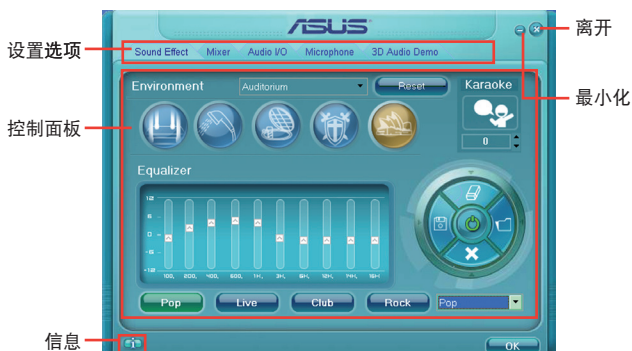 ASUS
离开
设置选项
Sound Effect Mixer Audio I/O Microphone 3D Audio Demo
最小化
Environment Auditorium Reset Karaoke
控制面板
0
Equalizer
12
6
0
-6
-12
100, 200, 400, 600, 1K, 3K, 6K, 12K, 14K, 16K
Pop Live Club Rock Pop
信息
i
OK